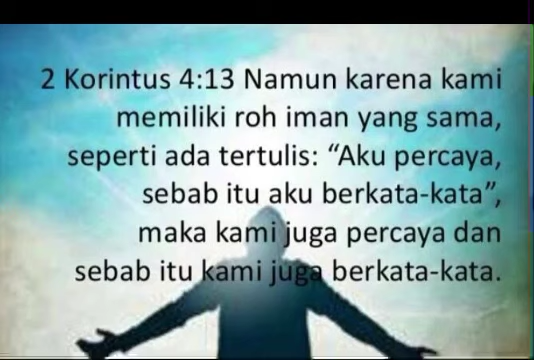 2 Korintus 4:13 Namun karena kami
memiliki roh iman yang sama,
seperti ada tertulis: “Aku percaya,
sebab itu aku berkata-kata”,
maka kami juga percaya dan
sebab itu kami juga berkata-kata.